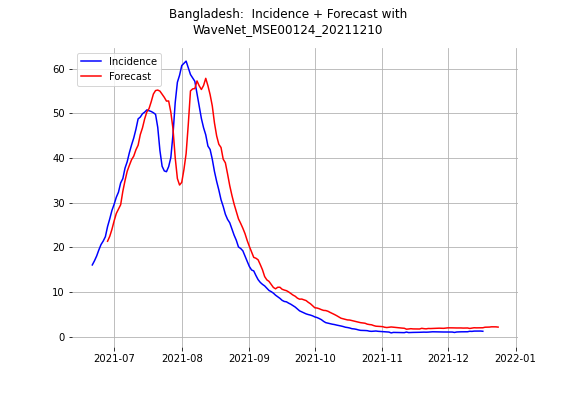 Bangladesh:  Incidence + Forecast with
WaveNet_MSE00124_20211210
Incidence
Forecast
60
50
40
30
20
10
0
2021-07 2021-08 2021-09 2021-10 2021-11 2021-12 2022-01